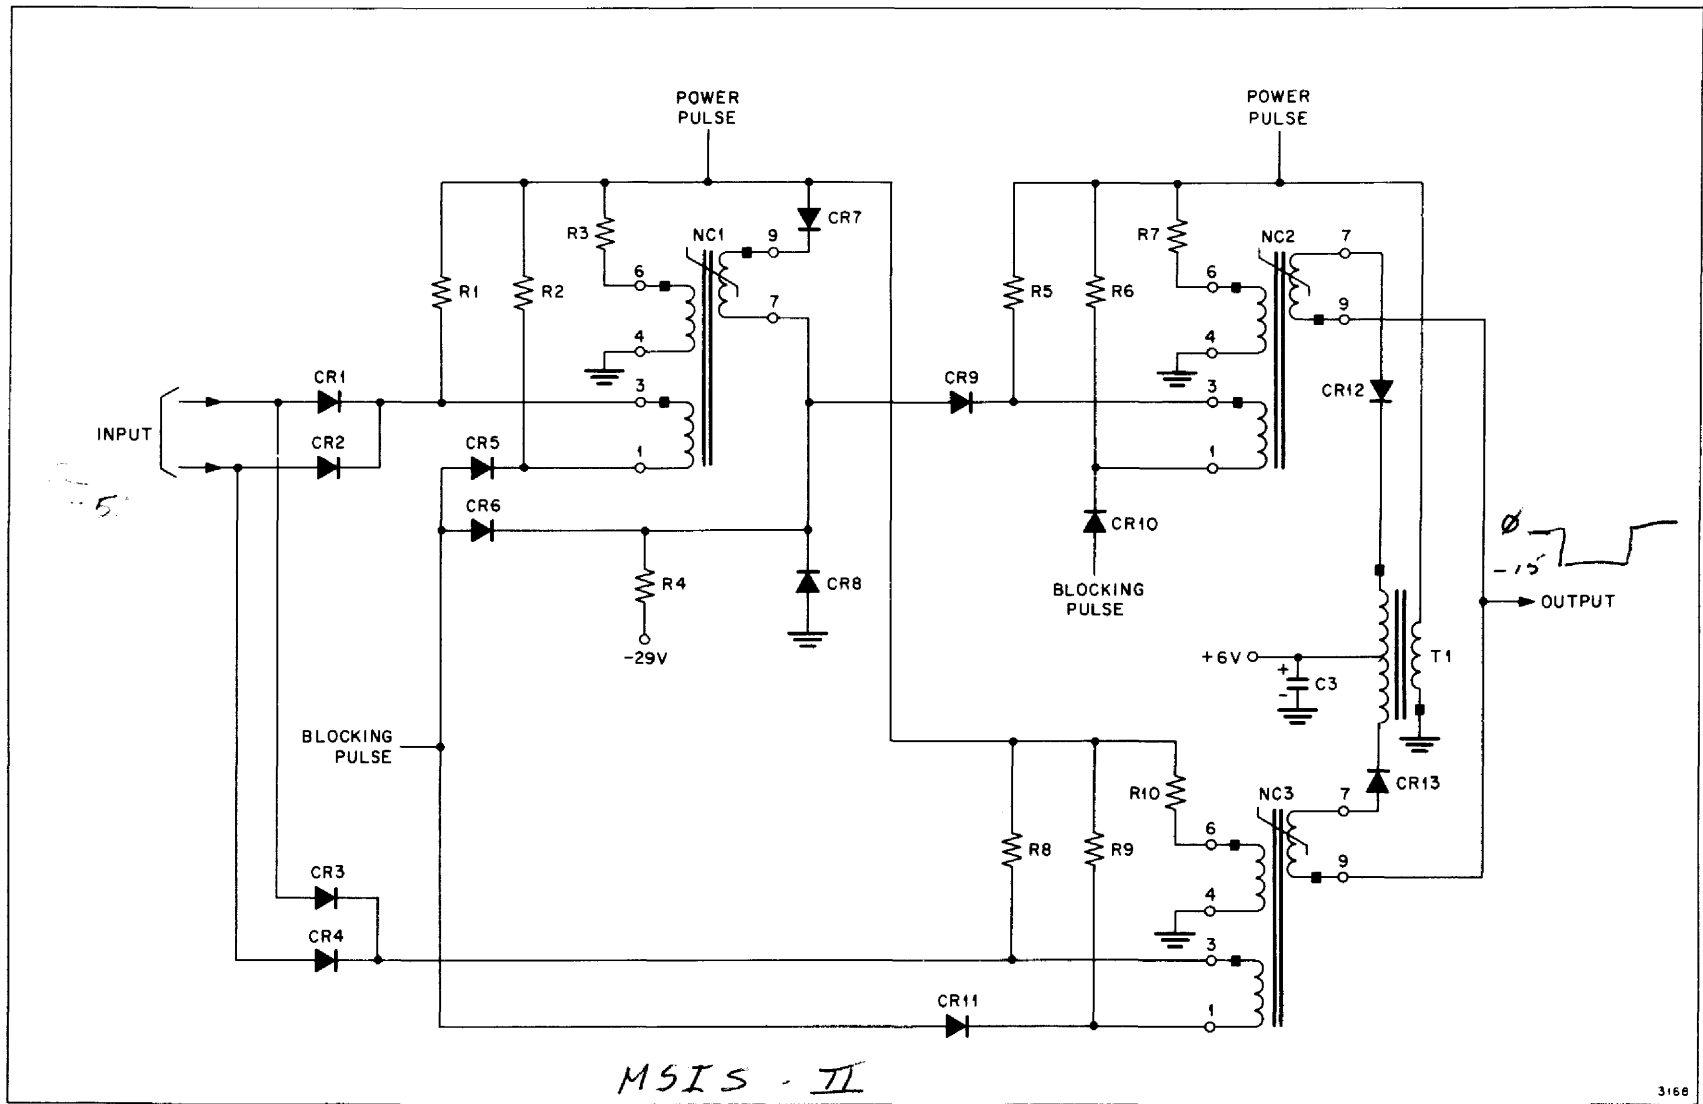 POWER
PULSE
POWER
PULSE
CR7
R3
NC1
9
R7
NC2
7
6
6
R1
R2
R5
R6
7
9
4
4
CR1
3
CR9
3
CR12
INPUT
CR2
CR5
1
1
5
CR6
CR10
Ø
-15
R4
CR8
BLOCKING
PULSE
OUTPUT
-29V
+6V
+
-
C3
T1
BLOCKING
PULSE
CR13
R10
NC3
7
6
R8
R9
CR3
9
4
CR4
3
CR11
1
MSIS - II
3168